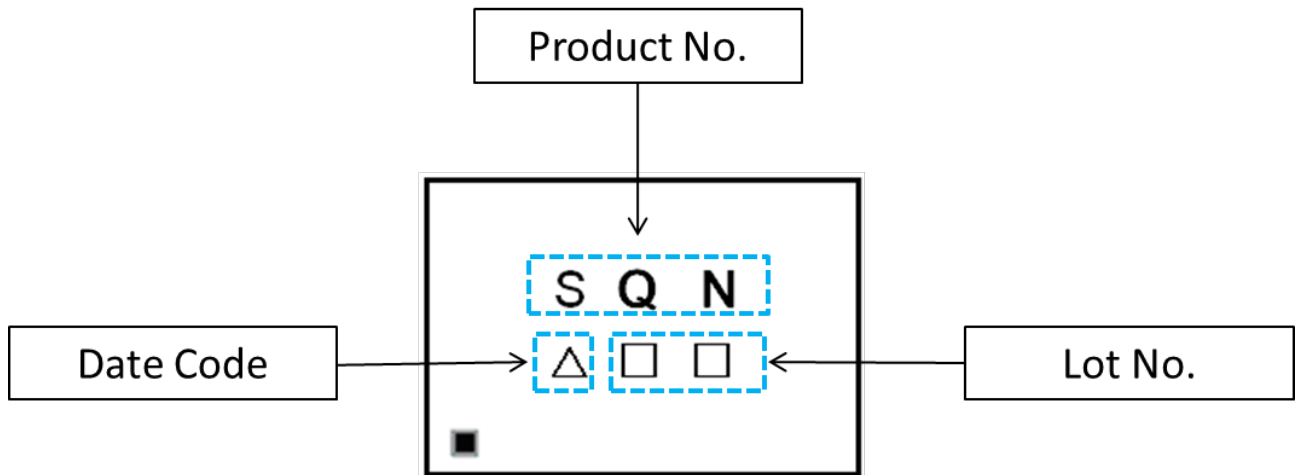 Product No.
S Q N
Date Code
△ □ □
Lot No.